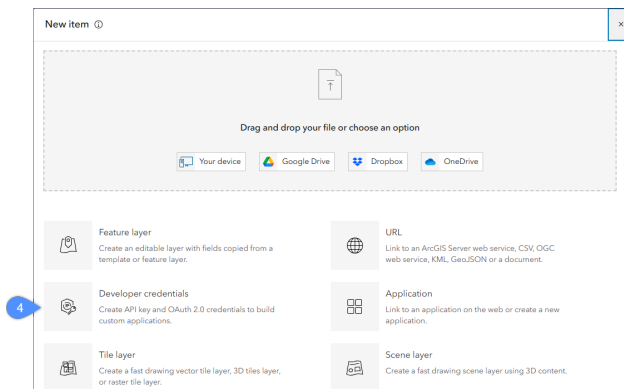 New item
×
Drag and drop your file or choose an option
Your device
Google Drive
Dropbox
OneDrive
Feature layer
Create an editable layer with fields copied from a
template or feature layer.
URL
Link to an ArcGIS Server web service, CSV, OGC
web service, KML, GeoJSON or a document.
4
Developer credentials
Create API key and OAuth 2.0 credentials to build
custom applications.
Application
Link to an application on the web or create a new
application.
Tile layer
Create a fast drawing vector tile layer, 3D tiles layer,
or raster tile layer.
Scene layer
Create a fast drawing scene layer using 3D content.